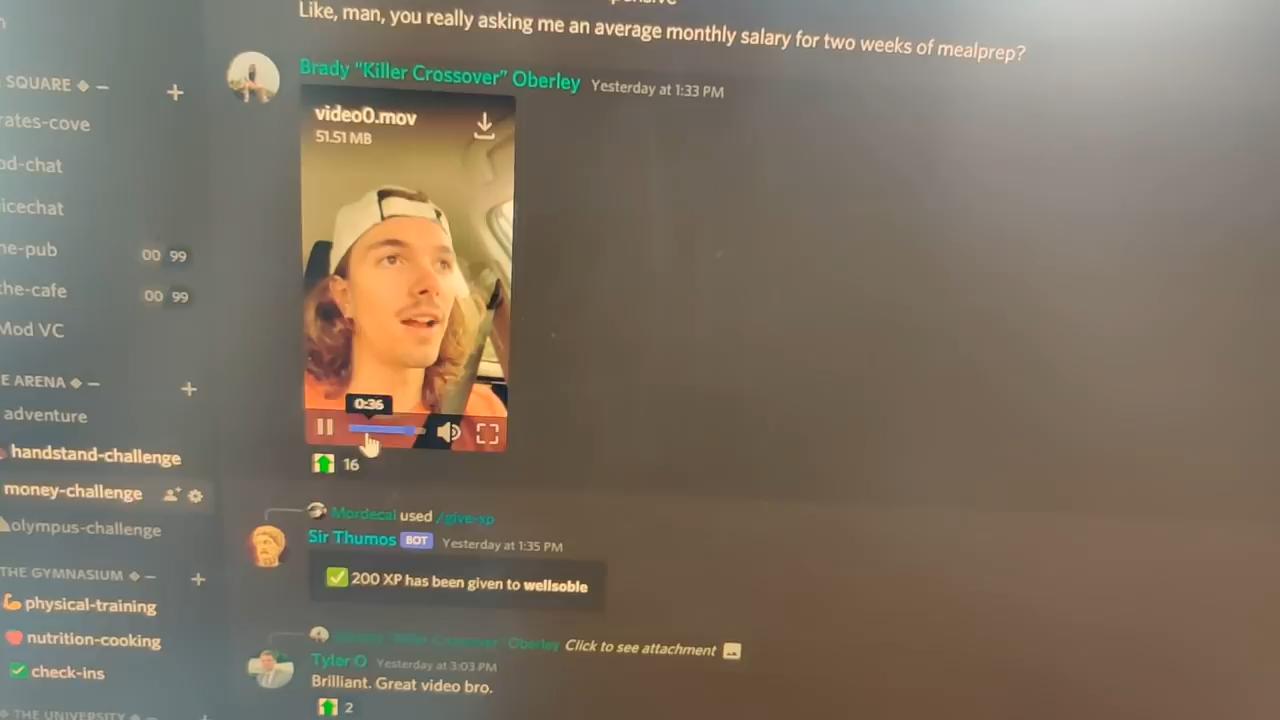 Like, man, you really asking me an average monthly salary for two weeks of mealprep?
Brady "Killer Crossover" Oberley Yesterday at 1:33 PM
video0.mov
51.51 MB
0:36
16
Mordecai used /give-xp
Sir Thumos BOT Yesterday at 1:35 PM
200 XP has been given to wellsoble
Brady "Killer Crossover" Oberley Click to see attachment
Tyler O Yesterday at 3:03 PM
Brilliant. Great video bro.
2
SQUARE
rates-cove
od-chat
icechat
he-pub 00 99
the-cafe 00 99
Mod VC
E ARENA
adventure
handstand-challenge
money-challenge
olympus-challenge
THE GYMNASIUM
physical-training
nutrition-cooking
check-ins
THE UNIVERSITY